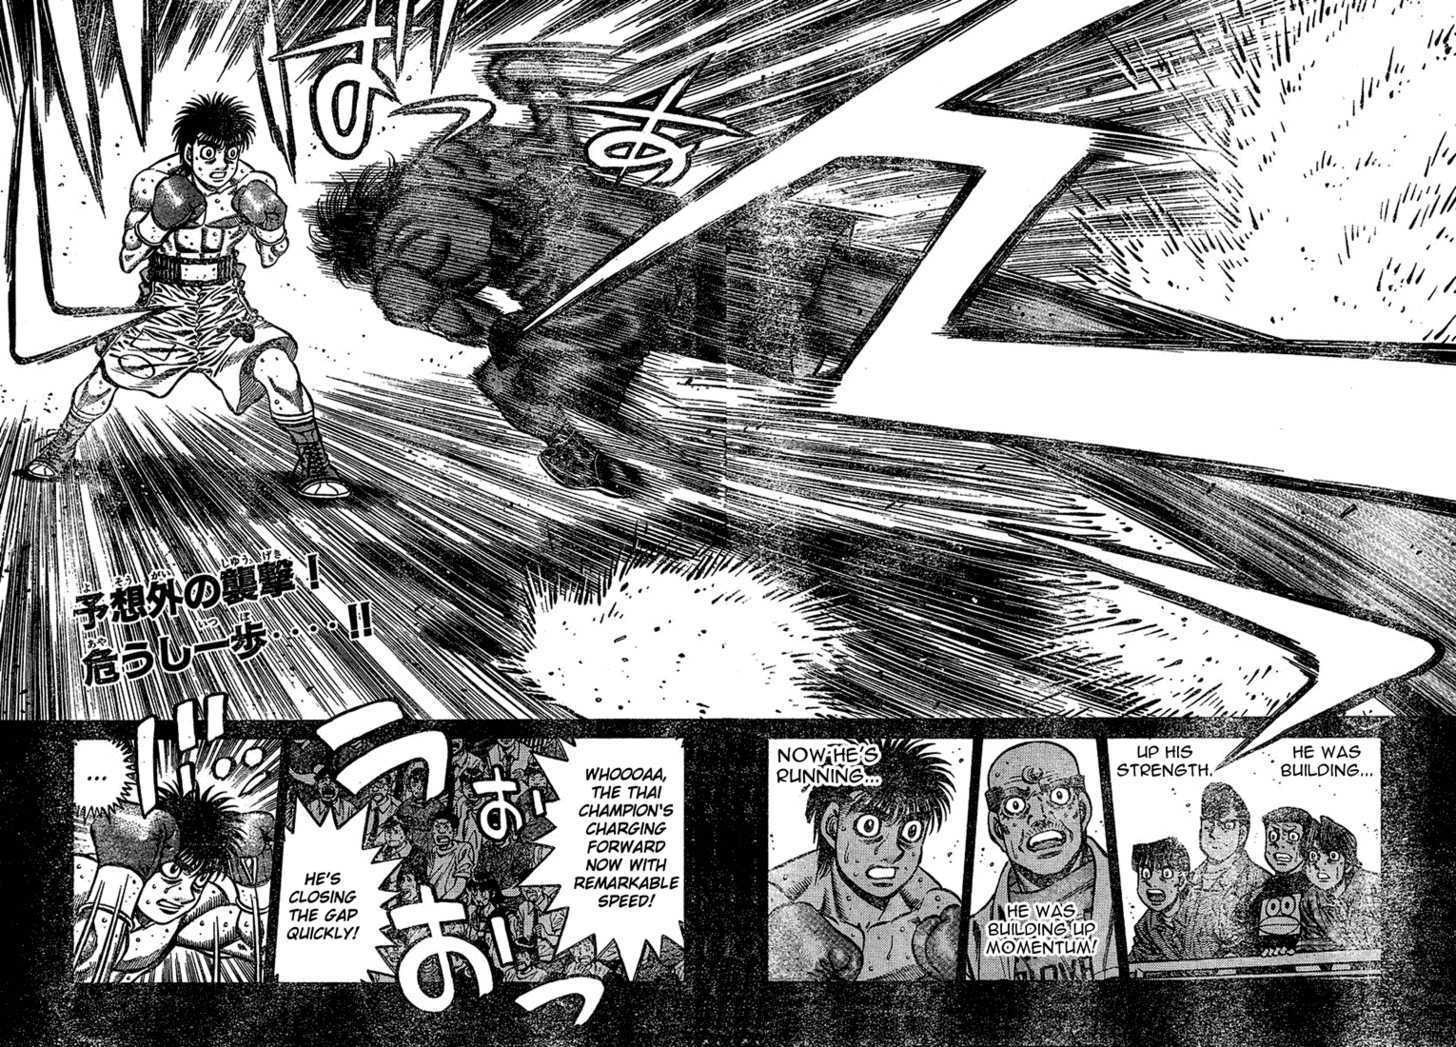 はああ
予想外の襲撃!
危うし一歩‥‥!!
HE WAS
BUILDING...
UP HIS
STRENGTH.
HE WAS
BUILDING UP
MOMENTUM!
NOW HE'S
RUNNING...
WHOOOAA,
THE THAI
CHAMPION'S
CHARGING
FORWARD
NOW WITH
REMARKABLE
SPEED!
うおおおっ
HE'S
CLOSING
THE GAP
QUICKLY!
...